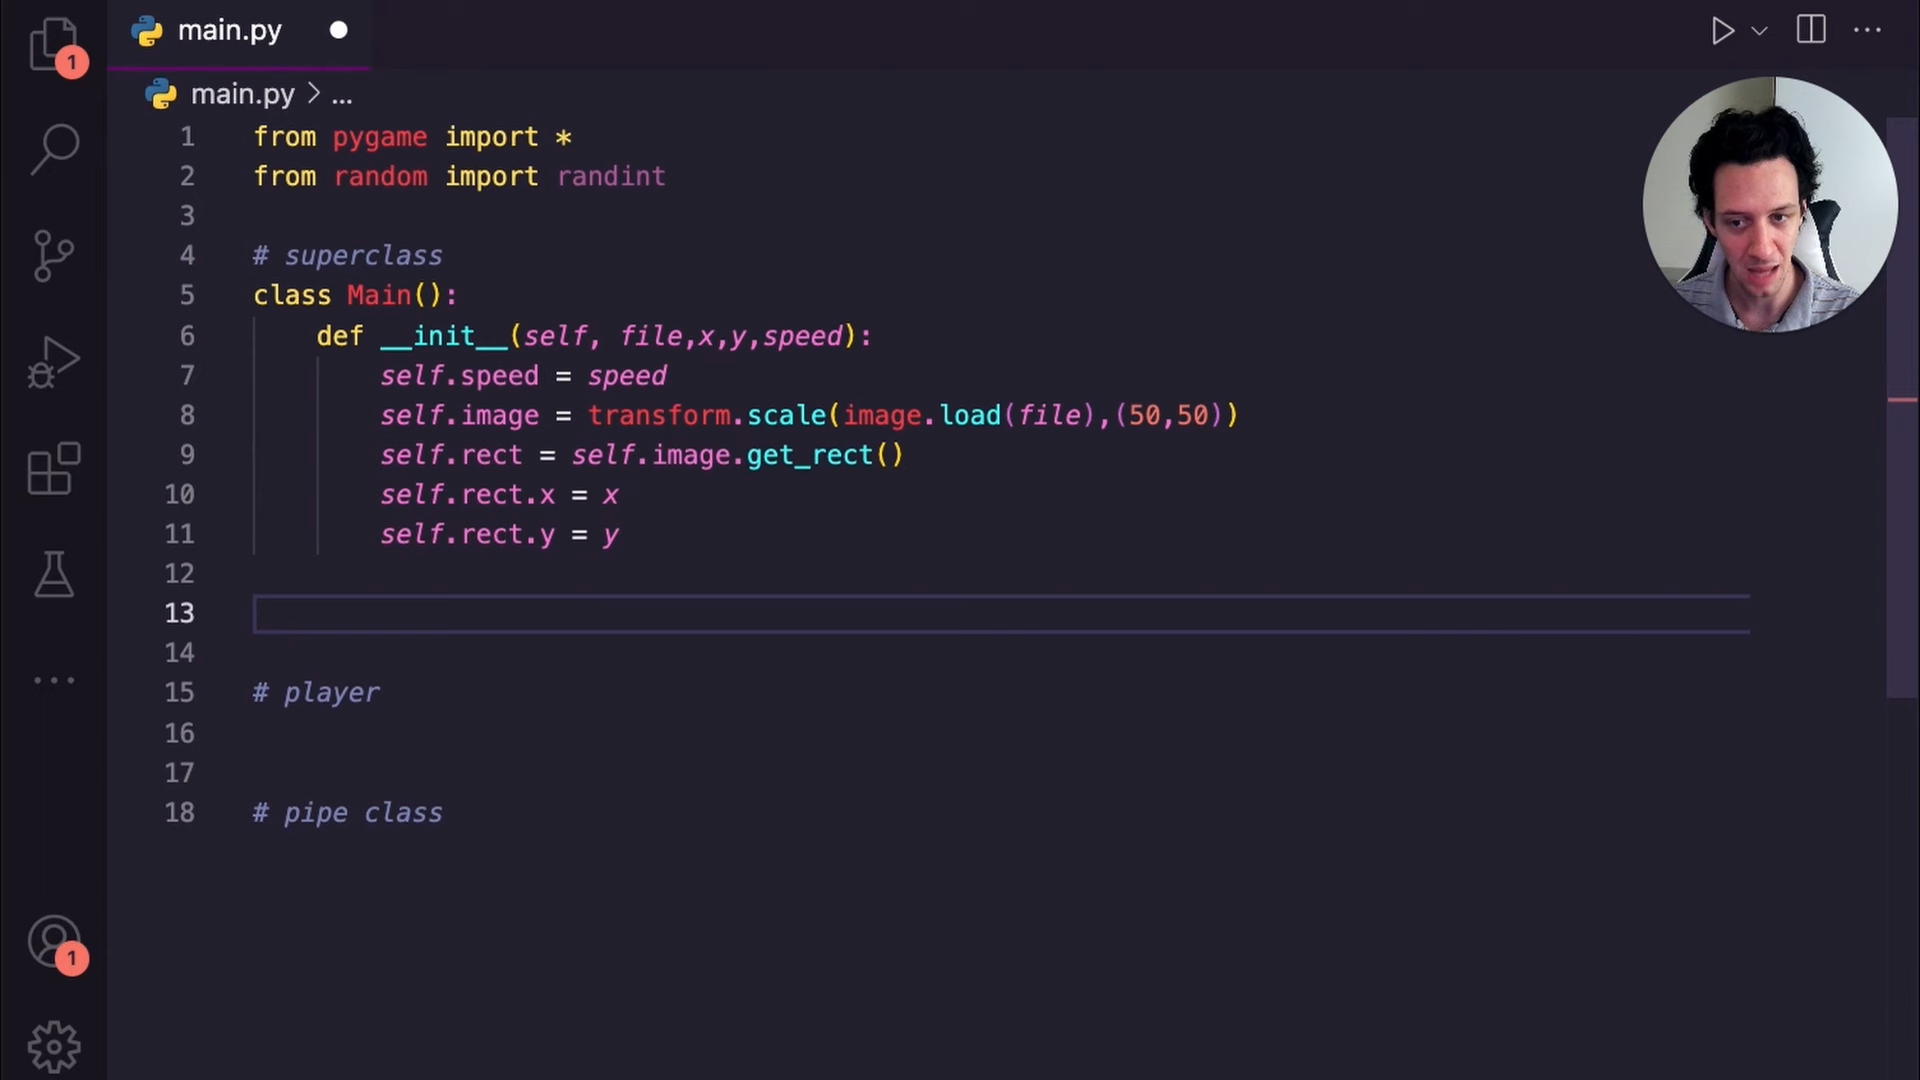 main.py
main.py > ...
1 from pygame import *
2 from random import randint
3
4 # superclass
5 class Main():
6 def __init__(self, file,x,y,speed):
7 self.speed = speed
8 self.image = transform.scale(image.load(file),(50,50))
9 self.rect = self.image.get_rect()
10 self.rect.x = x
11 self.rect.y = y
12
13
14
15 # player
16
17
18 # pipe class
1
1